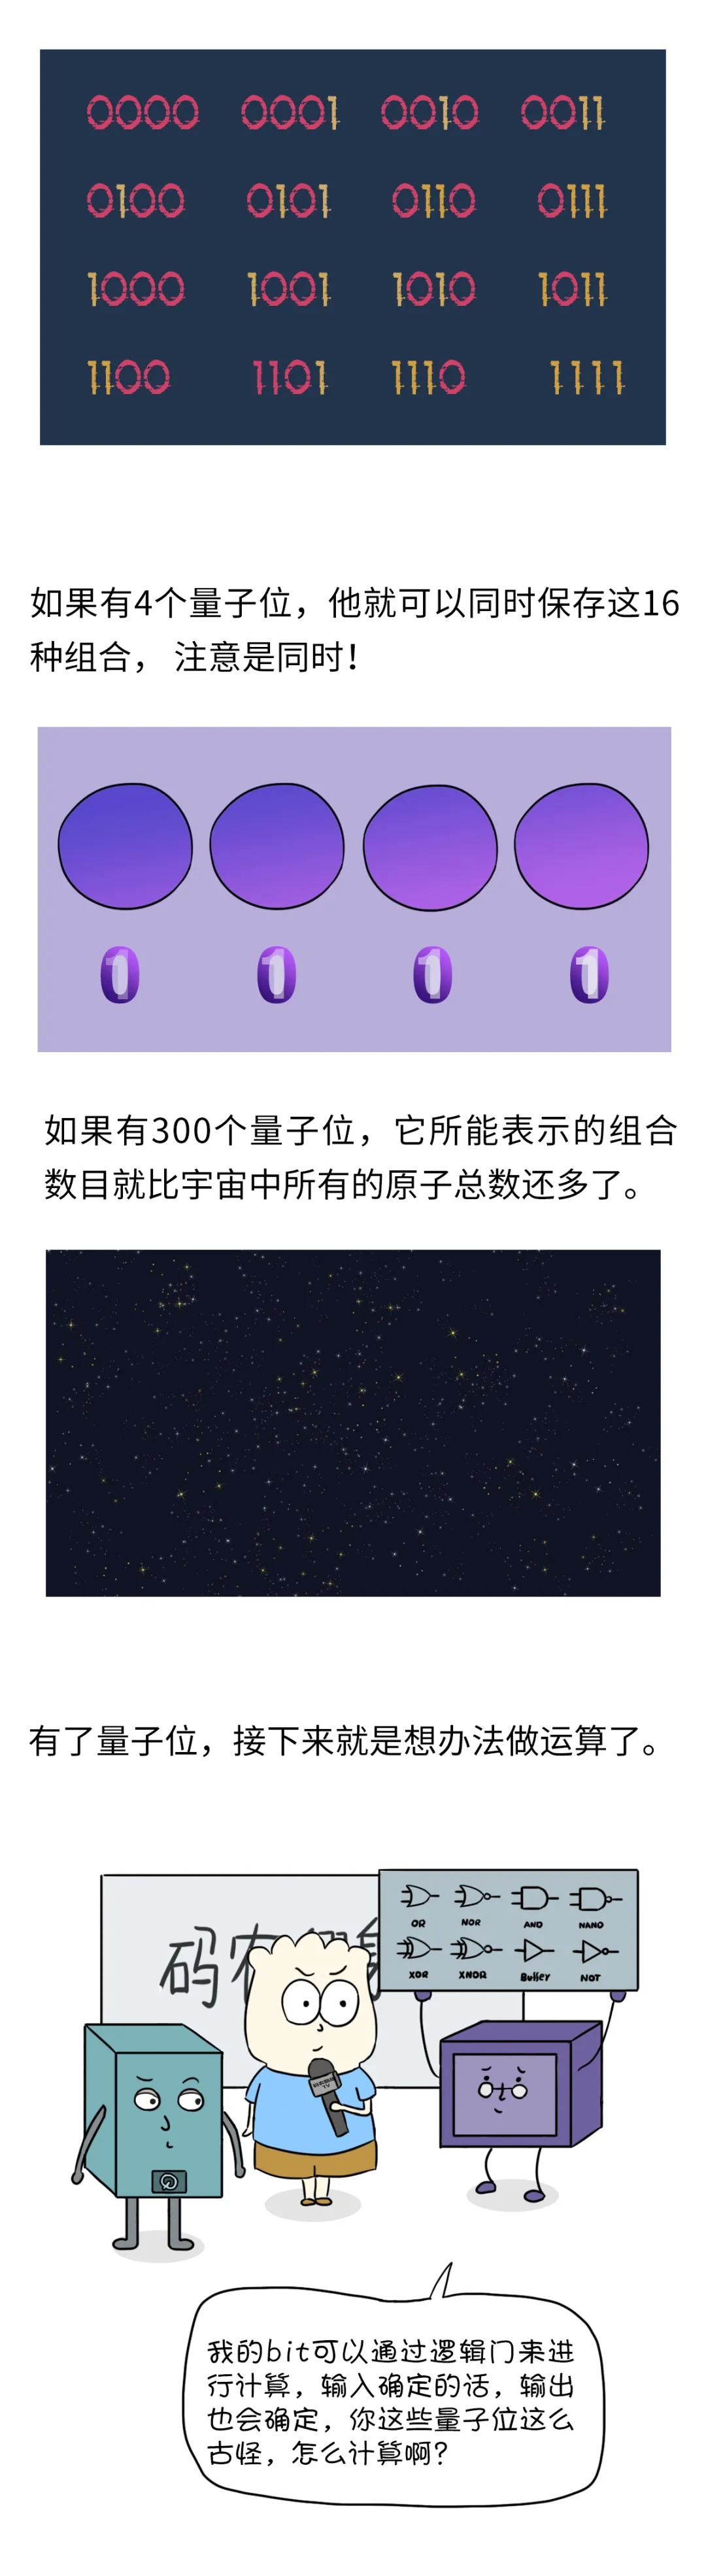 0000 0001 0010 0011
0100 0101 0110 0111
1000 1001 1010 1011
1100 1101 1110 1111
如果有4个量子位，他就可以同时保存这16
种组合， 注意是同时！
0 1 0 1 0 1 0 1
如果有300个量子位，它所能表示的组合
数目就比宇宙中所有的原子总数还多了。
有了量子位，接下来就是想办法做运算了。
码农
OR NOR AND NAND
XOR XNOR Buffer NOT
TV
我的bit可以通过逻辑门来进
行计算，输入确定的话，输出
也会确定，你这些量子位这么
古怪，怎么计算啊？